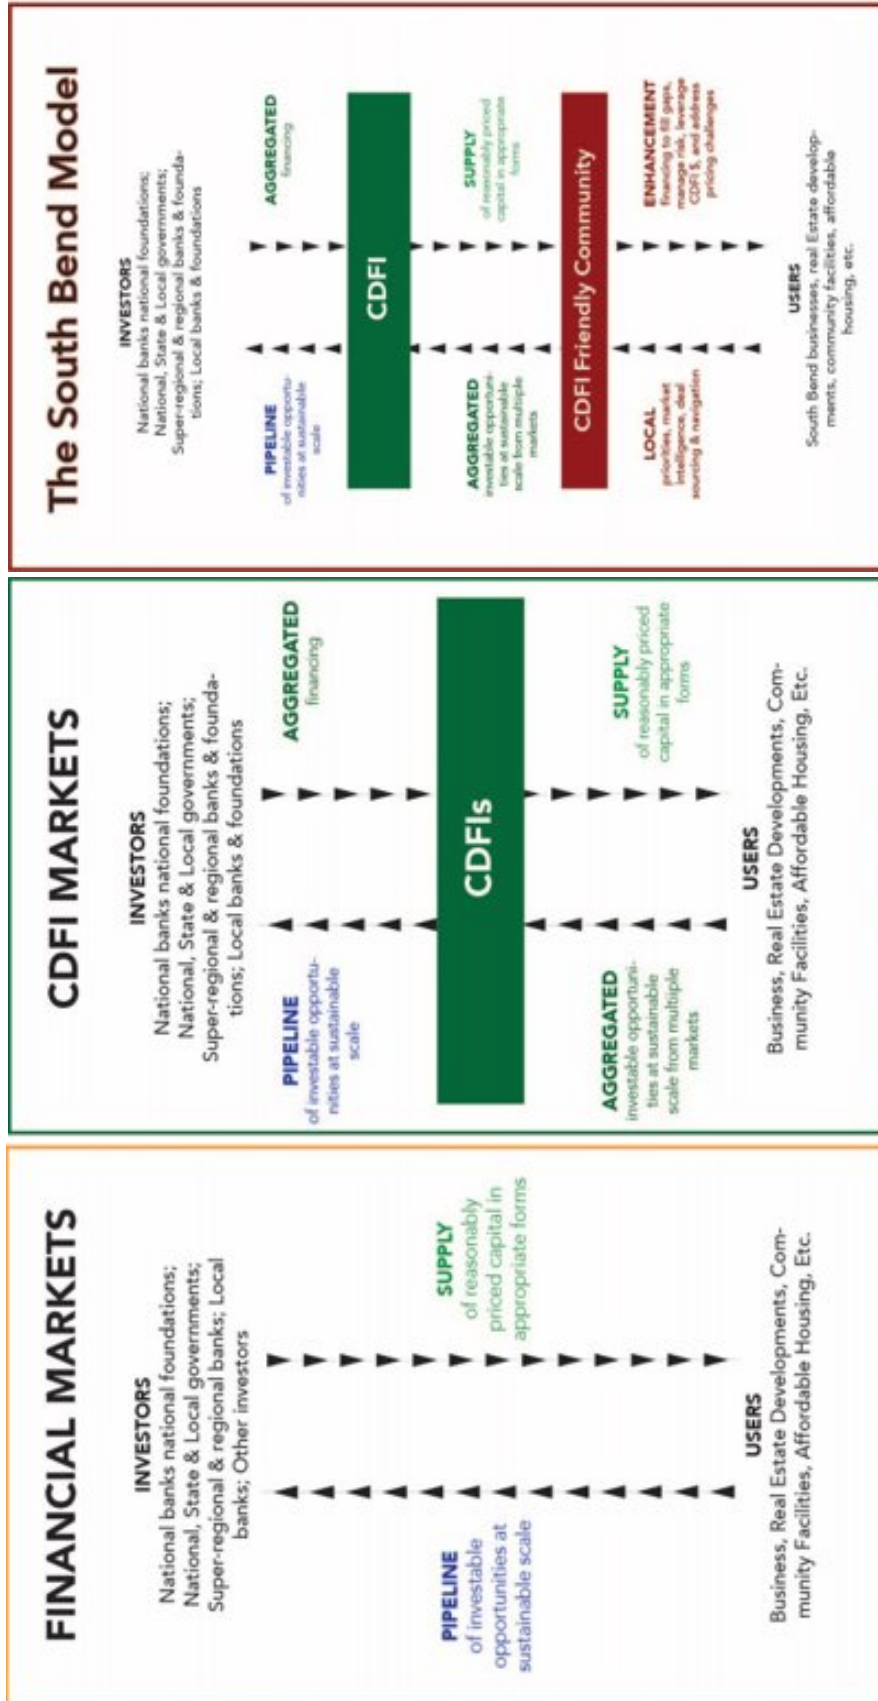 FINANCIAL MARKETS
INVESTORS
National banks national foundations;
National, State & Local governments;
Super-regional & regional banks; Local
banks; Other investors
PIPELINE
of investable
opportunities at
sustainable scale
SUPPLY
of reasonably
priced capital in
appropriate forms
USERS
Business, Real Estate Developments, Com-
munity Facilities, Affordable Housing, Etc.
CDFI MARKETS
INVESTORS
National banks national foundations;
National, State & Local governments;
Super-regional & regional banks & founda-
tions; Local banks & foundations
PIPELINE
of investable opportu-
nities at sustainable
scale
AGGREGATED
financing
CDFIs
AGGREGATED
investable opportuni-
ties at sustainable
scale from multiple
markets
SUPPLY
of reasonably priced
capital in appropriate
forms
USERS
Business, Real Estate Developments, Com-
munity Facilities, Affordable Housing, Etc.
The South Bend Model
INVESTORS
National banks national foundations;
National, State & Local governments;
Super-regional & regional banks & founda-
tions; Local banks & foundations
PIPELINE
of investable opportu-
nities at sustainable
scale
AGGREGATED
financing
CDFI
AGGREGATED
investable opportuni-
ties at sustainable
scale from multiple
markets
SUPPLY
of reasonably priced
capital in appropriate
forms
CDFI Friendly Community
LOCAL
priorities, market
intelligence, deal
sourcing & navigation
ENHANCEMENT
financing to fill gaps,
manage risk, leverage
CDFI $, and address
pricing challenges
USERS
South Bend businesses, real Estate develop-
ments, community facilities, affordable
housing, etc.